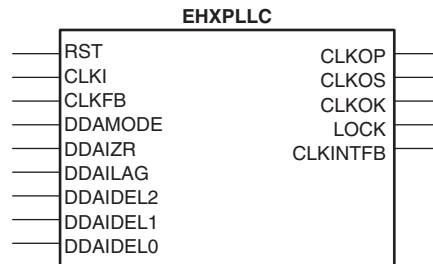 EHXPLLC
RST
CLKI
CLKFB
DDAMODE
DDAIZR
DDAILAG
DDAIDEL2
DDAIDEL1
DDAIDEL0
CLKOP
CLKOS
CLKOK
LOCK
CLKINTFB